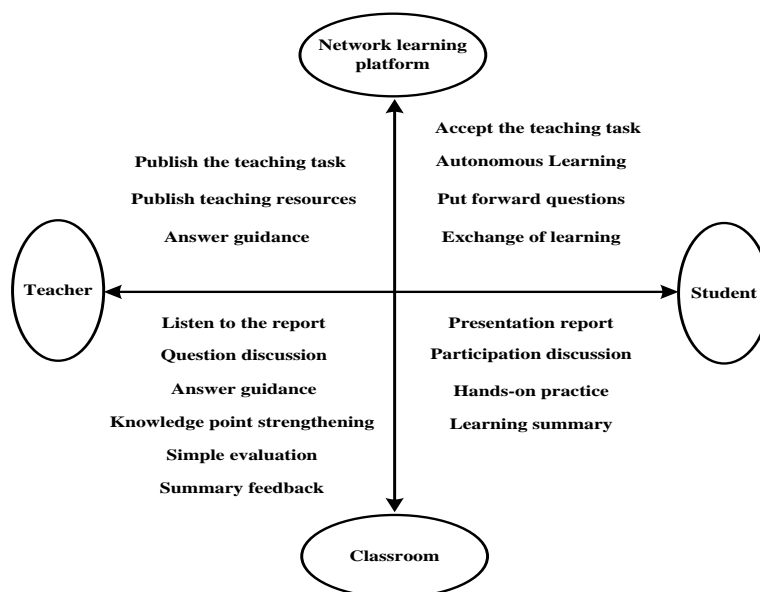 Network learning
platform
Publish the teaching task
Publish teaching resources
Answer guidance
Accept the teaching task
Autonomous Learning
Put forward questions
Exchange of learning
Teacher
Student
Listen to the report
Question discussion
Answer guidance
Knowledge point strengthening
Simple evaluation
Summary feedback
Presentation report
Participation discussion
Hands-on practice
Learning summary
Classroom